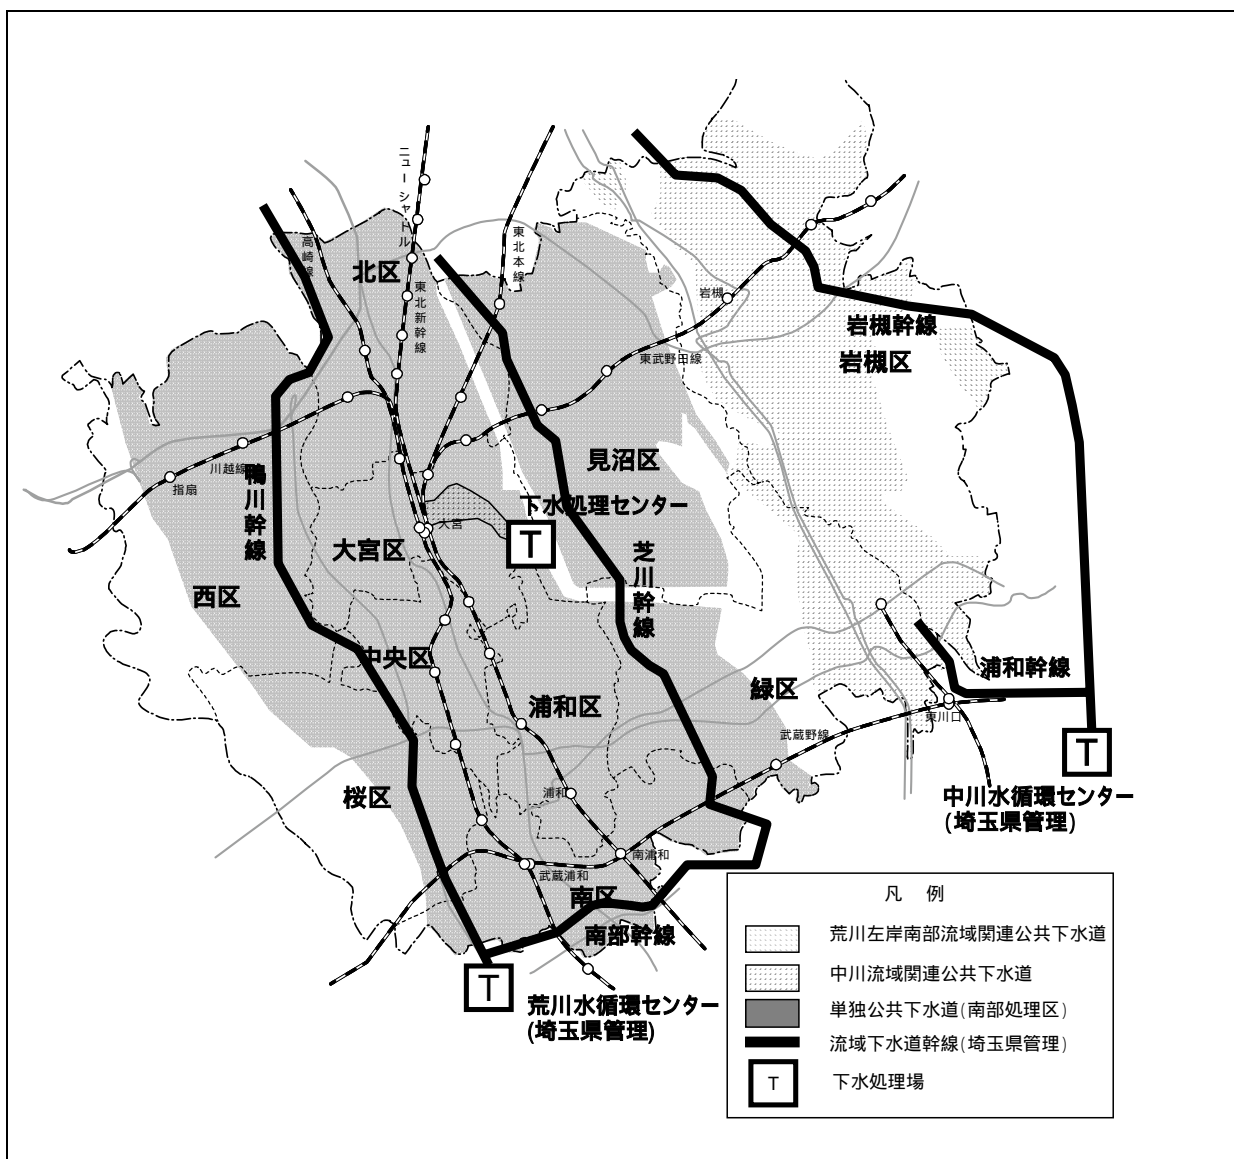 ニューシャトル
高崎線
北区
東北本線
東北新幹線
岩槻
岩槻幹線
岩槻区
東武野田線
川越線
指扇
鴨川幹線
見沼区
下水処理センター
T
大宮
大宮区
芝川幹線
西区
中央区
浦和区
緑区
浦和幹線
東川口
武蔵野線
T
中川水循環センター
(埼玉県管理)
桜区
浦和
南浦和
武蔵浦和
南区
南部幹線
T
荒川水循環センター
(埼玉県管理)
凡 例
荒川左岸南部流域関連公共下水道
中川流域関連公共下水道
単独公共下水道(南部処理区)
流域下水道幹線(埼玉県管理)
T
下水処理場